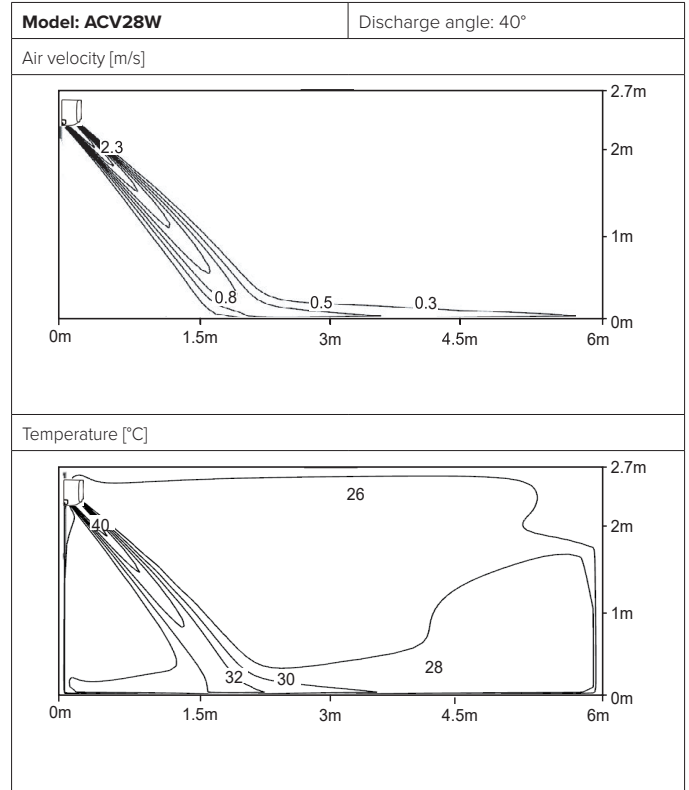 Model: ACV28W Discharge angle: 40°
Air velocity [m/s]
2.7m
2.3
2m
1m
0.8 0.5 0.3
0m
0m 1.5m 3m 4.5m 6m
Temperature [°C]
2.7m
26
40
2m
1m
28
32 30
0m
0m 1.5m 3m 4.5m 6m